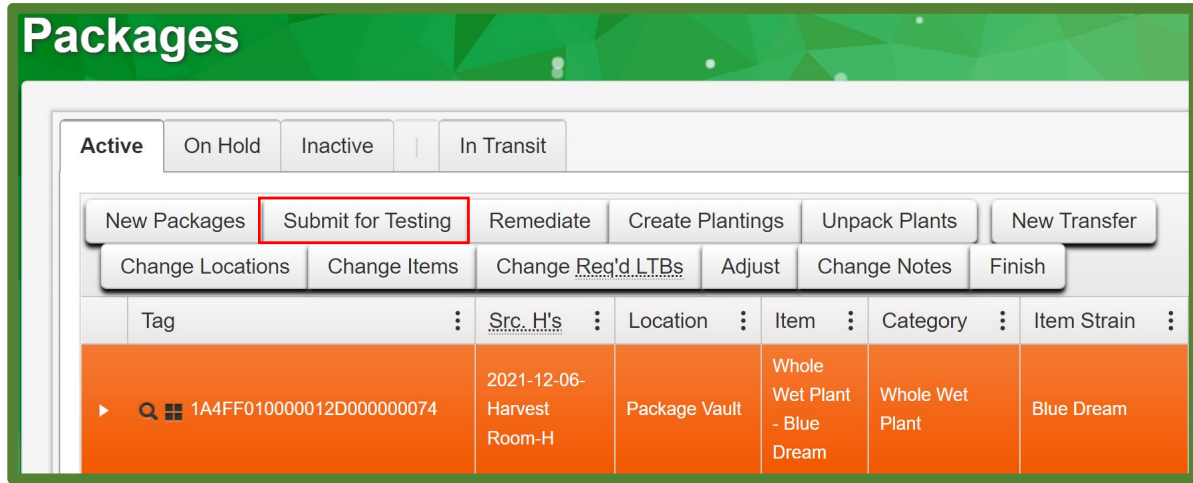 Packages
Active On Hold Inactive | In Transit
New Packages Submit for Testing Remediate Create Plantings Unpack Plants New Transfer
Change Locations Change Items Change Req'd LTBs Adjust Change Notes Finish
Tag Src. H's Location Item Category Item Strain
1A4FF010000012D000000074
2021-12-06-
Harvest
Room-H
Package Vault
Whole
Wet Plant
- Blue
Dream
Whole Wet
Plant
Blue Dream